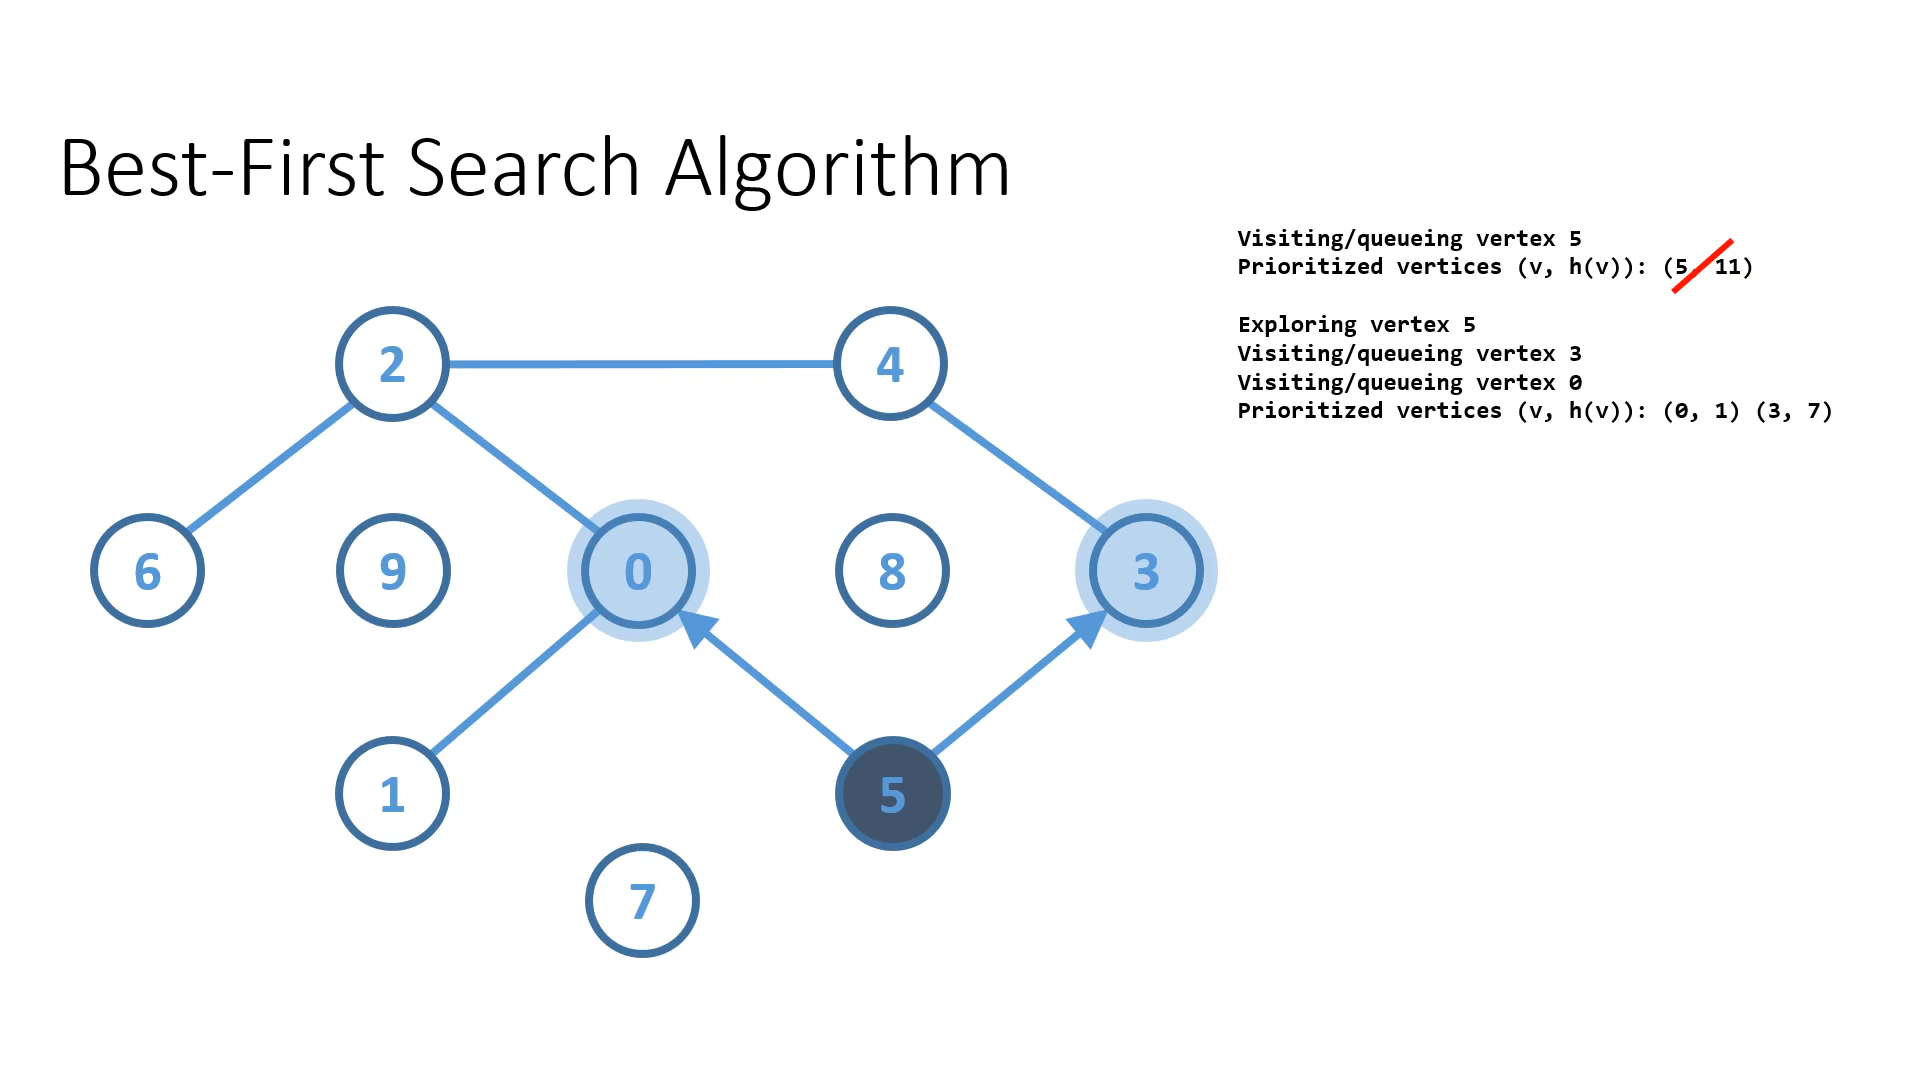 Best-First Search Algorithm
Visiting/queueing vertex 5
Prioritized vertices (v, h(v)): (5, 11)
Exploring vertex 5
Visiting/queueing vertex 3
Visiting/queueing vertex 0
Prioritized vertices (v, h(v)): (0, 1) (3, 7)
2
4
6
9
0
8
3
1
5
7